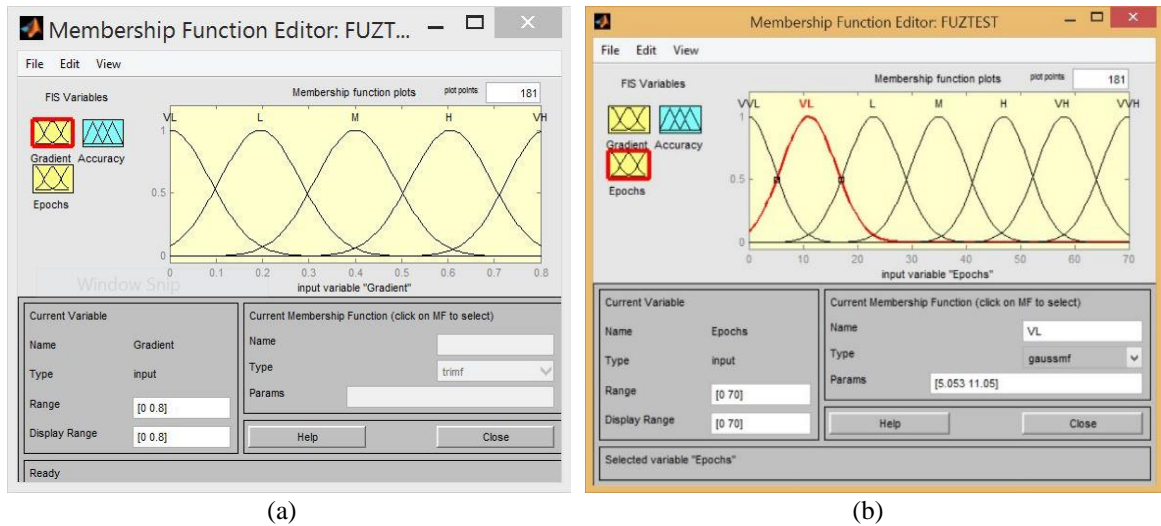 Membership Function Editor: FUZT...
File Edit View
FIS Variables
Membership function plots
plot points
181
Gradient Accuracy
Epochs
VL L M H VH
1
0.5
0
0 0.1 0.2 0.3 0.4 0.5 0.6 0.7 0.8
input variable "Gradient"
Window Snip
Current Variable
Name Gradient
Type input
Range [0 0.8]
Display Range [0 0.8]
Current Membership Function (click on MF to select)
Name
Type trimf
Params
Help Close
Ready
(a)
Membership Function Editor: FUZTEST
File Edit View
FIS Variables
Membership function plots
plot points
181
Gradient Accuracy
Epochs
VVL VL L M H VH VVH
1
0.5
0
0 10 20 30 40 50 60 70
input variable "Epochs"
Current Variable
Name Epochs
Type input
Range [0 70]
Display Range [0 70]
Current Membership Function (click on MF to select)
Name VL
Type gaussmf
Params [5.053 11.05]
Help Close
Selected variable "Epochs"
(b)